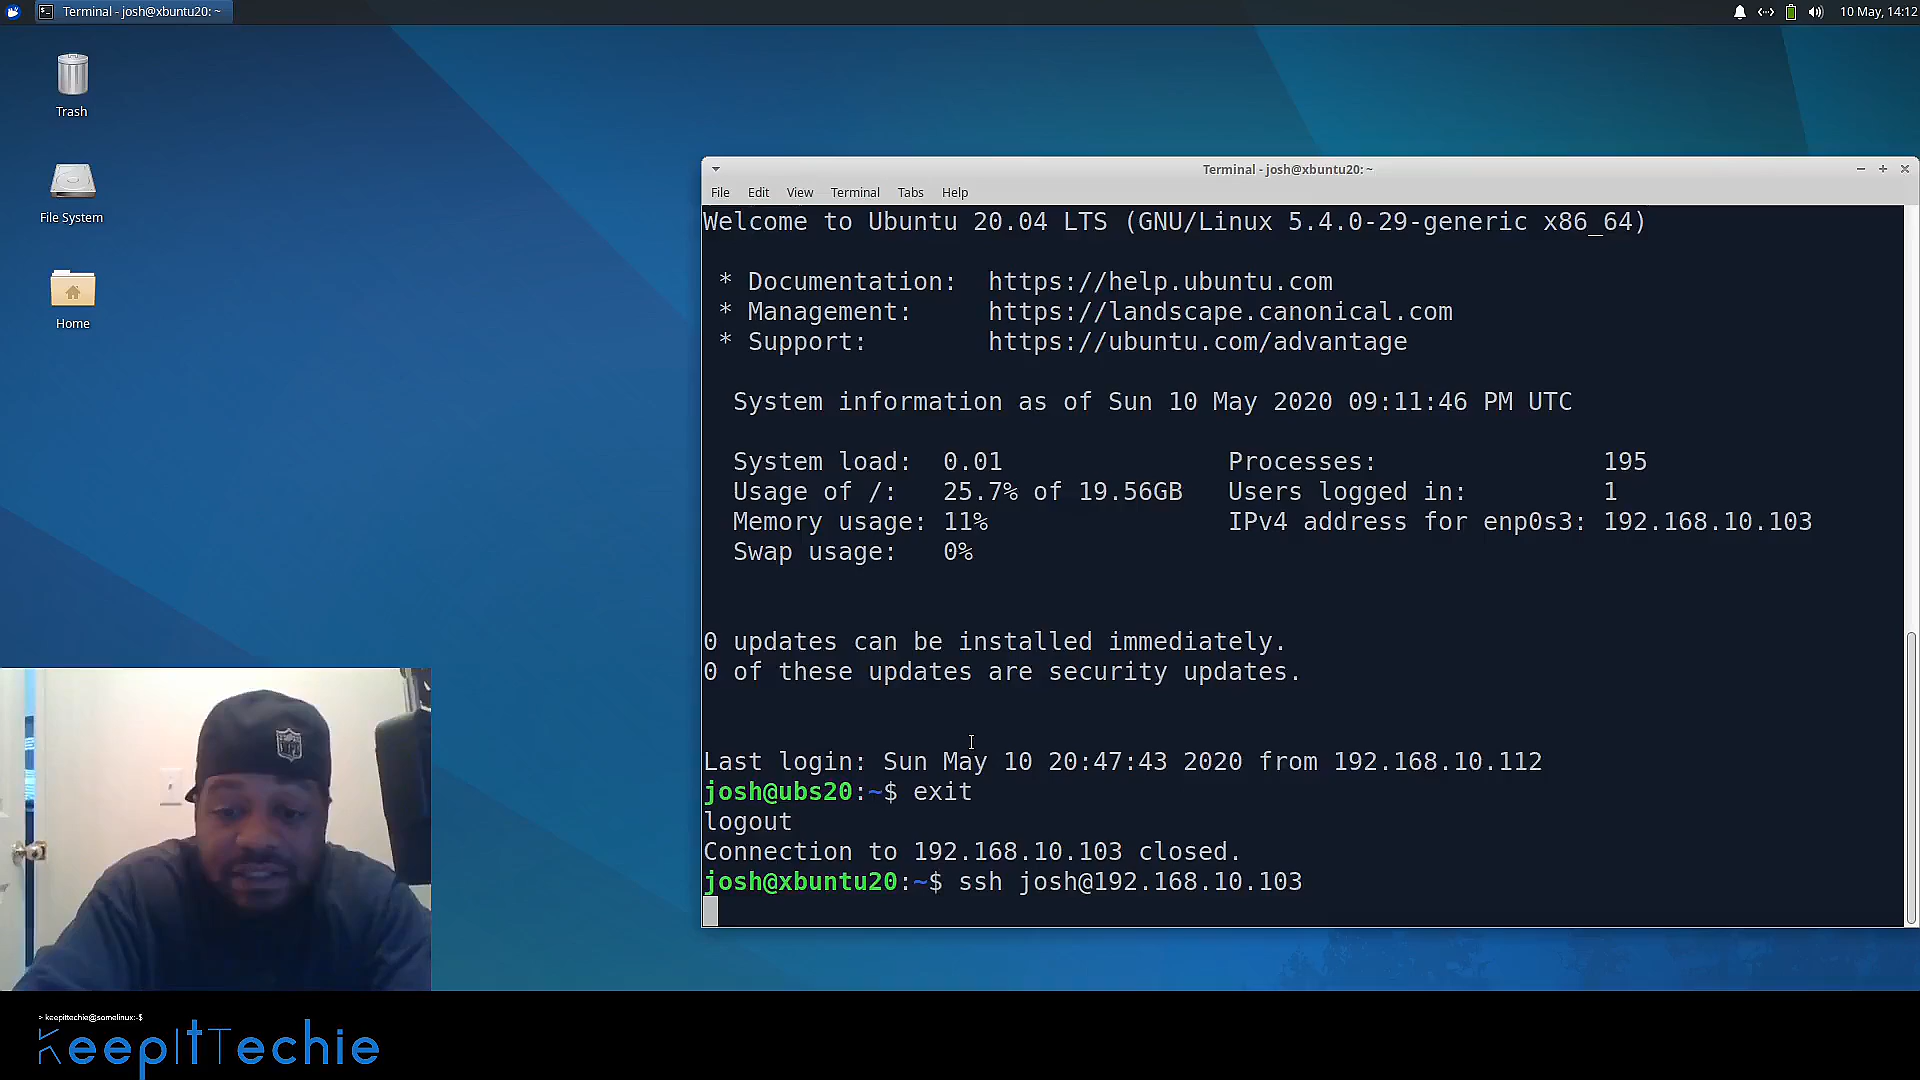 Terminal - josh@xbuntu20: ~
10 May, 14:12
Trash
File System
Home
Terminal - josh@xbuntu20: ~
File Edit View Terminal Tabs Help
Welcome to Ubuntu 20.04 LTS (GNU/Linux 5.4.0-29-generic x86_64)
* Documentation: https://help.ubuntu.com
* Management: https://landscape.canonical.com
* Support: https://ubuntu.com/advantage
System information as of Sun 10 May 2020 09:11:46 PM UTC
System load: 0.01 Processes: 195
Usage of /: 25.7% of 19.56GB Users logged in: 1
Memory usage: 11% IPv4 address for enp0s3: 192.168.10.103
Swap usage: 0%
0 updates can be installed immediately.
0 of these updates are security updates.
Last login: Sun May 10 20:47:43 2020 from 192.168.10.112
josh@ubs20:~$ exit
logout
Connection to 192.168.10.103 closed.
josh@xbuntu20:~$ ssh josh@192.168.10.103
> keepittechie@somelinux:~$
KeepItTechie